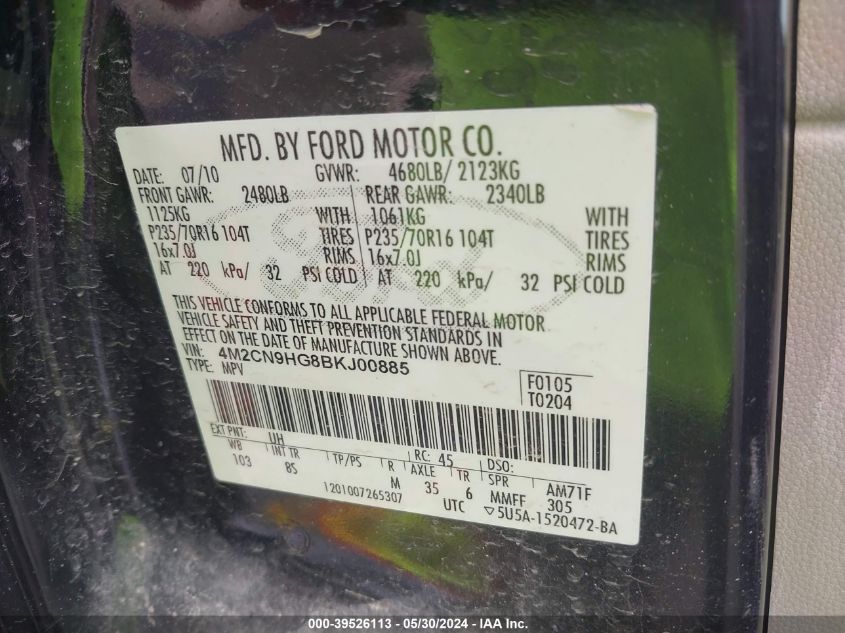 MFD. BY FORD MOTOR CO.
DATE: 07/10 GVWR: 4680LB/ 2123KG
FRONT GAWR: 2480LB REAR GAWR: 2340LB
1125KG WITH 1061KG WITH
P235/70R16 104T TIRES P235/70R16 104T TIRES
16x7.0J RIMS 16x7.0J RIMS
AT 220 kPa/ 32 PSI COLD AT 220 kPa/ 32 PSI COLD
THIS VEHICLE CONFORMS TO ALL APPLICABLE FEDERAL MOTOR
VEHICLE SAFETY AND THEFT PREVENTION STANDARDS IN
EFFECT ON THE DATE OF MANUFACTURE SHOWN ABOVE.
VIN: 4M2CN9HG8BKJ00885
TYPE: MPV
F0105
T0204
EXT PNT: UH RC: 45 DSO:
WB INT TR TP/PS R AXLE TR SPR AM71F
103 8S M 35 6 MMFF 305
1201007265307 UTC ▽5U5A-1520472-BA
000-39526113 - 05/30/2024 - IAA Inc.